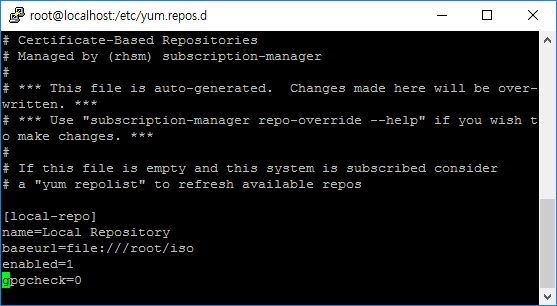 root@localhost:/etc/yum.repos.d
# Certificate-Based Repositories
# Managed by (rhsm) subscription-manager
#
# *** This file is auto-generated.  Changes made here will be over-
written. ***
# *** Use "subscription-manager repo-override --help" if you wish t
o make changes. ***
#
# If this file is empty and this system is subscribed consider
# a "yum repolist" to refresh available repos

[local-repo]
name=Local Repository
baseurl=file:///root/iso
enabled=1
gpgcheck=0